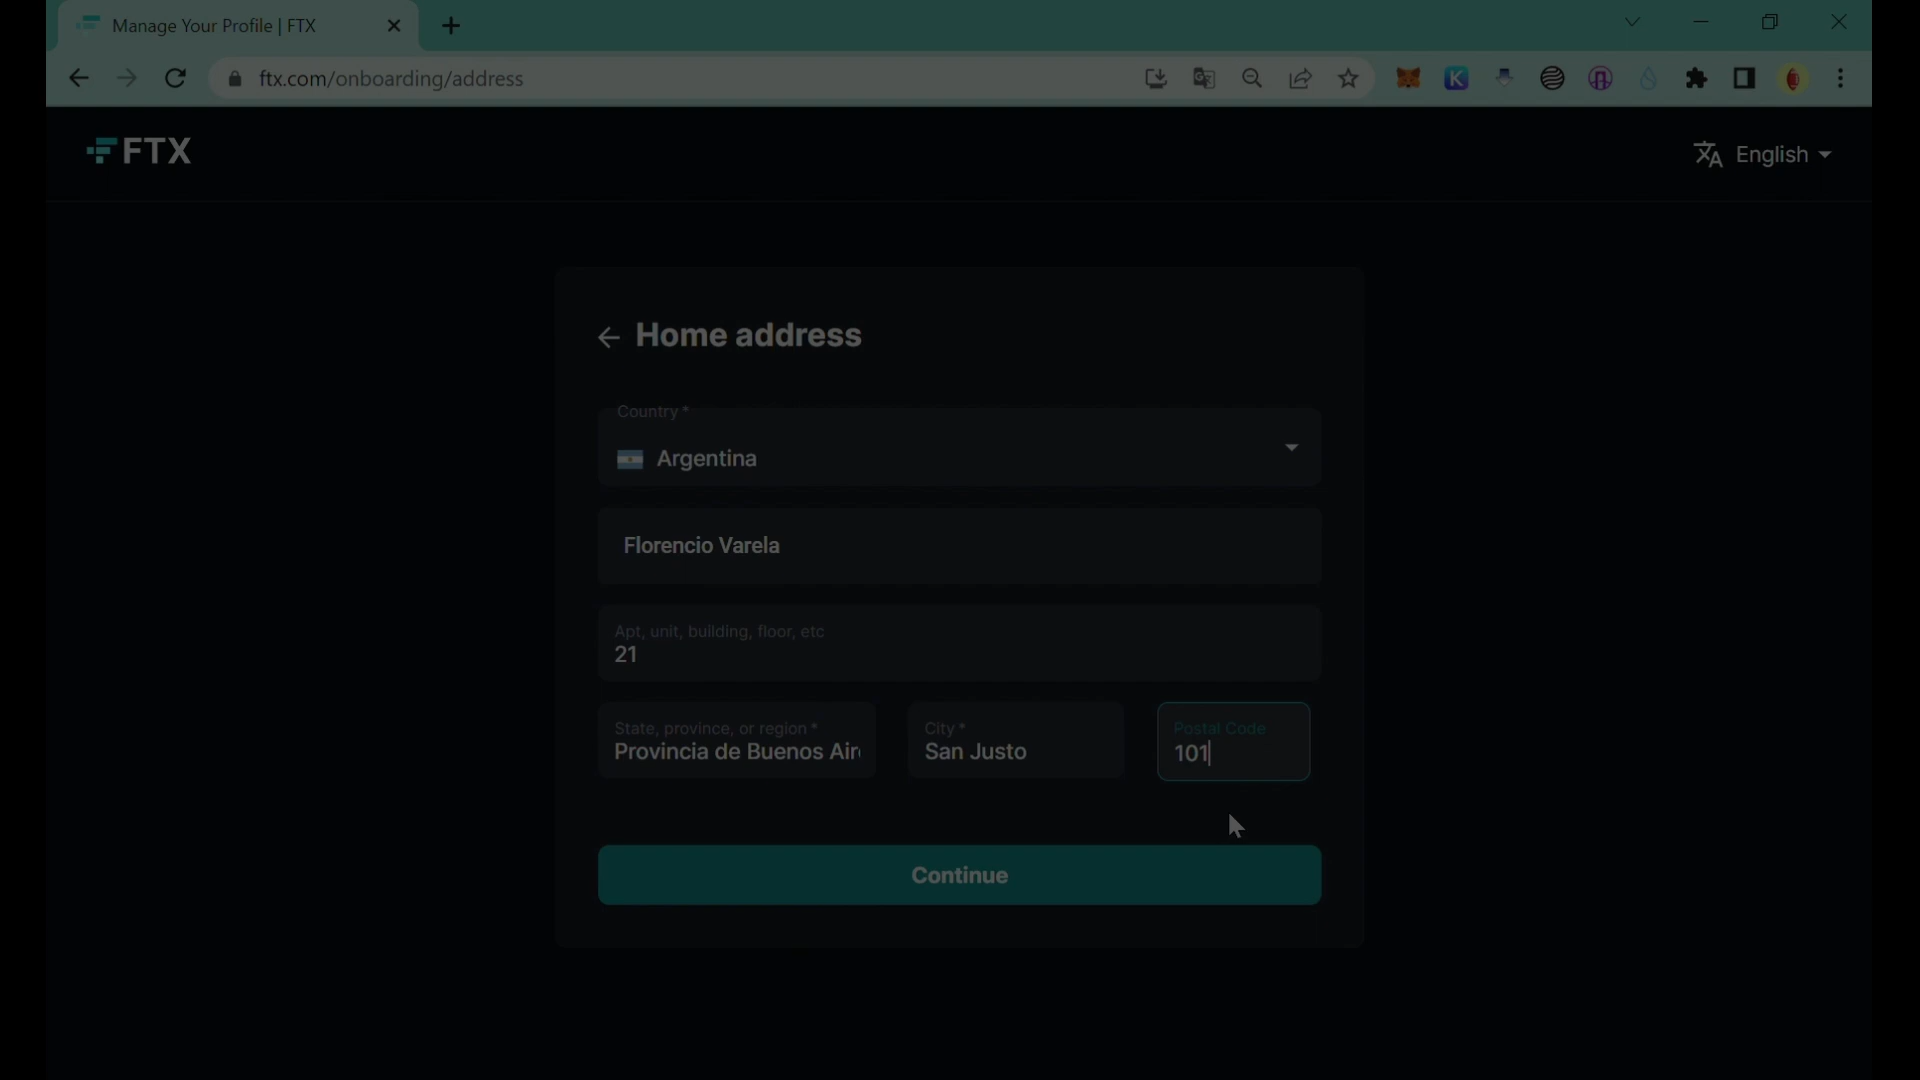 Manage Your Profile | FTX
ftx.com/onboarding/address
FTX
English
Home address
Country *
Argentina
Florencio Varela
Apt, unit, building, floor, etc
21
State, province, or region *
Provincia de Buenos Air
City *
San Justo
Postal Code
101
Continue